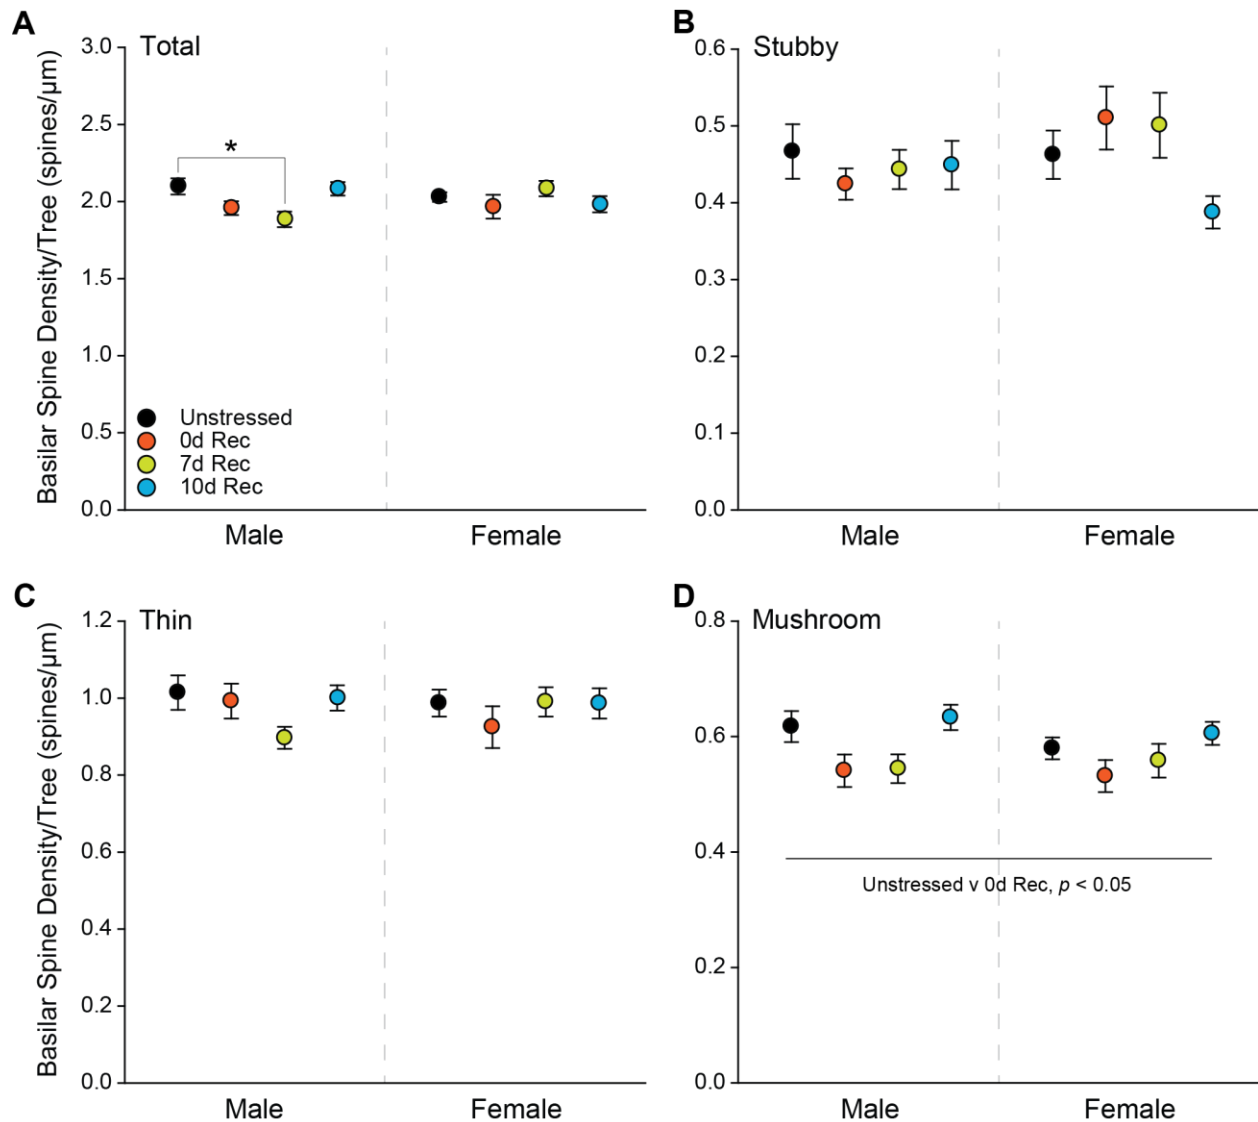 A
Total
Basilar Spine Density/Tree (spines/µm)
3.0
2.5
2.0
1.5
1.0
0.5
0.0
*
Unstressed
0d Rec
7d Rec
10d Rec
Male
Female
B
Stubby
0.6
0.5
0.4
0.3
0.2
0.1
0.0
Male
Female
C
Thin
Basilar Spine Density/Tree (spines/µm)
1.2
1.0
0.8
0.6
0.4
0.2
0.0
Male
Female
D
Mushroom
0.8
0.6
0.4
0.2
0.0
Unstressed v 0d Rec, p < 0.05
Male
Female